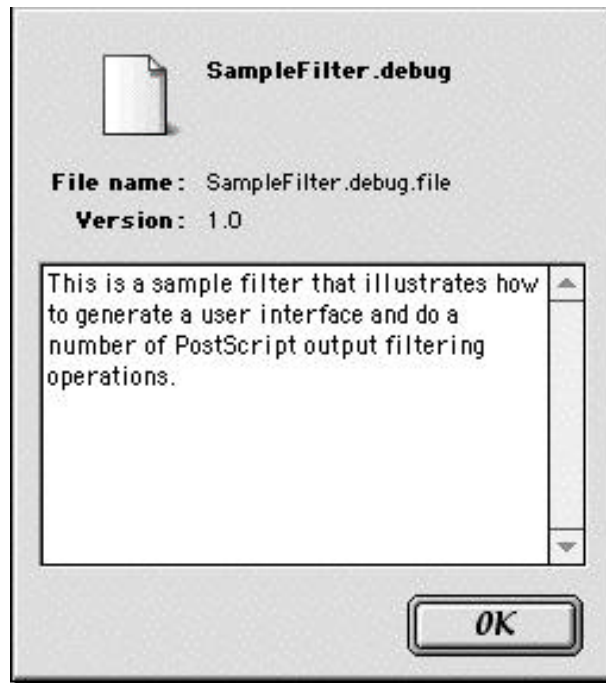 SampleFilter.debug
File name: SampleFilter.debug.file
Version: 1.0
This is a sample filter that illustrates how
to generate a user interface and do a
number of PostScript output filtering
operations.
OK